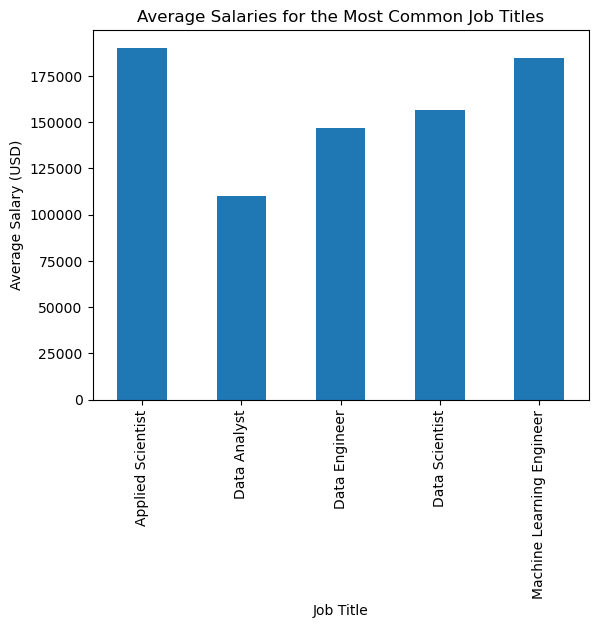 Average Salaries for the Most Common Job Titles
Average Salary (USD)
175000
150000
125000
100000
75000
50000
25000
0
Applied Scientist
Data Analyst
Data Engineer
Data Scientist
Machine Learning Engineer
Job Title